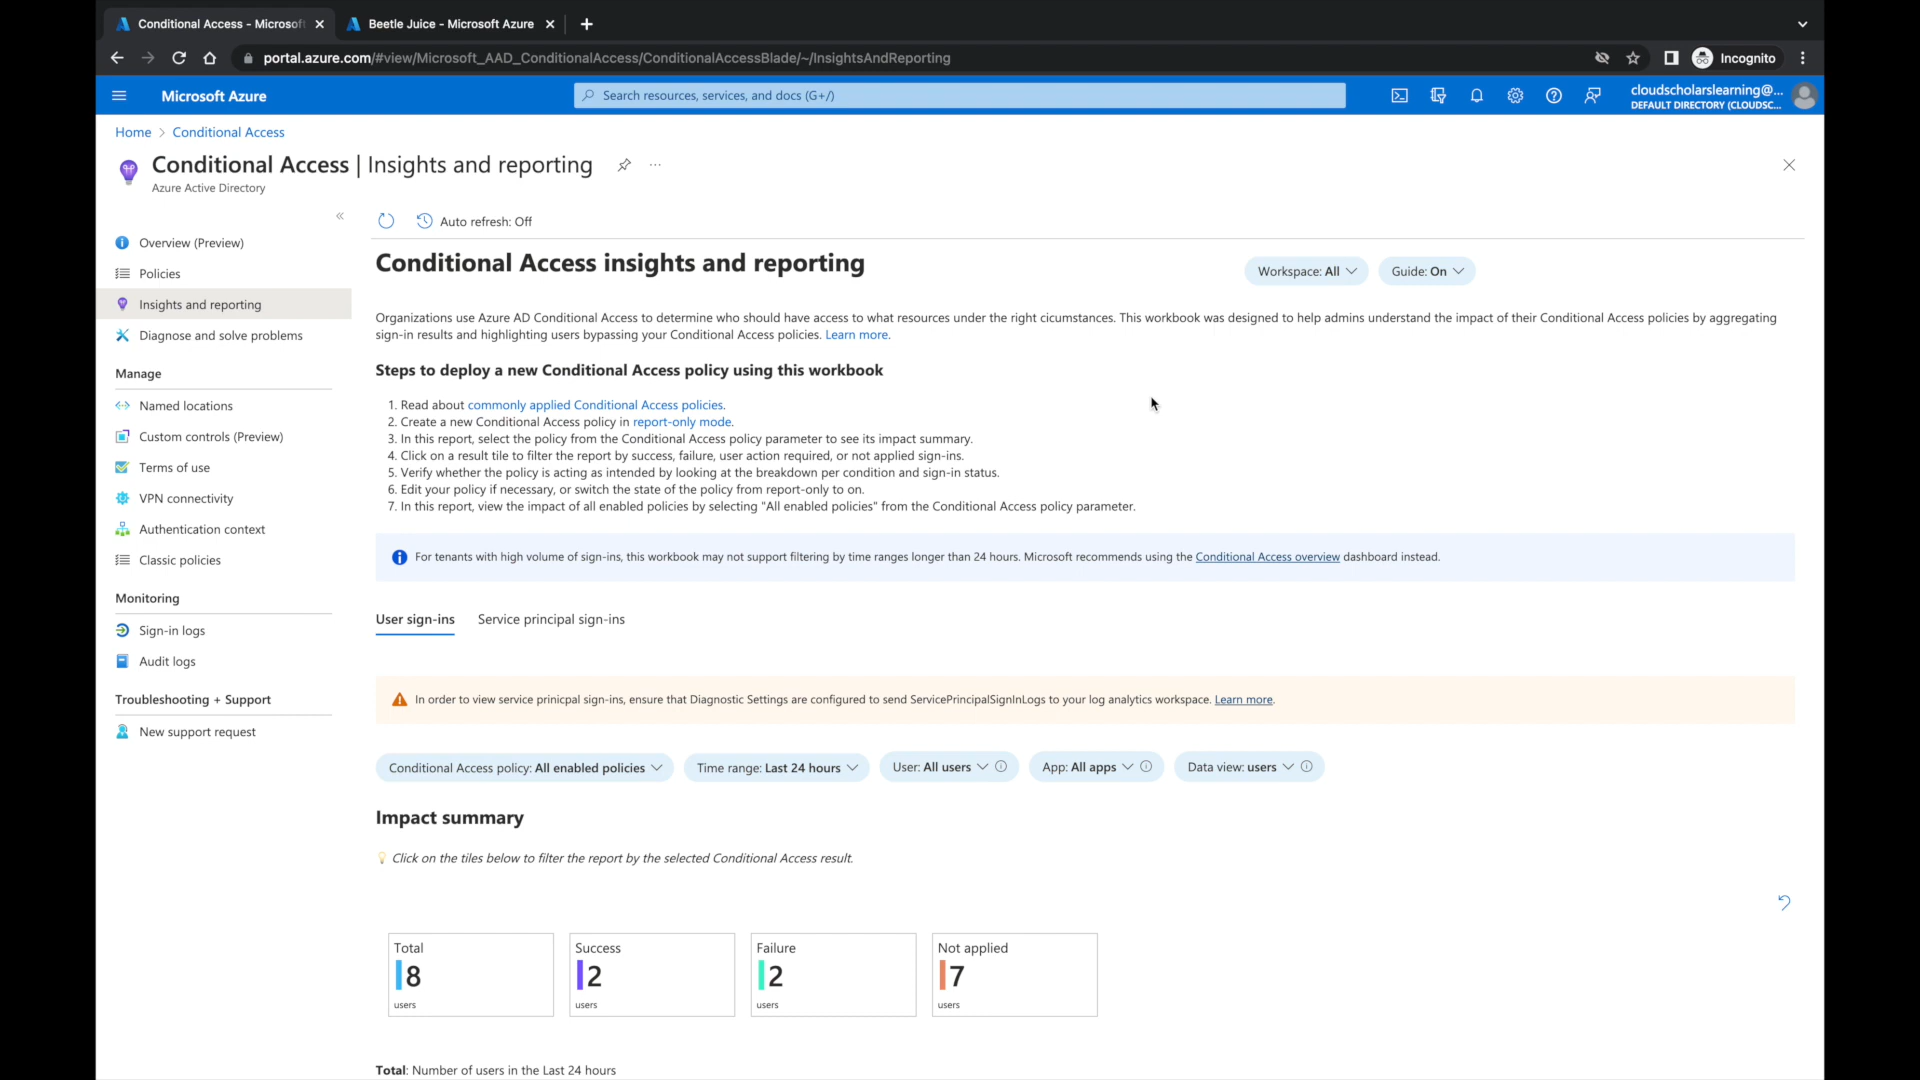 Conditional Access - Microsoft
Beetle Juice - Microsoft Azure
portal.azure.com/#view/Microsoft_AAD_ConditionalAccess/ConditionalAccessBlade/~/InsightsAndReporting
Incognito
Microsoft Azure
Search resources, services, and docs (G+/)
cloudscholarslearning@...
DEFAULT DIRECTORY (CLOUDSC...
Home > Conditional Access
Conditional Access | Insights and reporting
Azure Active Directory
Auto refresh: Off
Overview (Preview)
Policies
Insights and reporting
Diagnose and solve problems
Manage
Named locations
Custom controls (Preview)
Terms of use
VPN connectivity
Authentication context
Classic policies
Monitoring
Sign-in logs
Audit logs
Troubleshooting + Support
New support request
Conditional Access insights and reporting
Workspace: All
Guide: On
Organizations use Azure AD Conditional Access to determine who should have access to what resources under the right cicumstances. This workbook was designed to help admins understand the impact of their Conditional Access policies by aggregating
sign-in results and highlighting users bypassing your Conditional Access policies. Learn more.
Steps to deploy a new Conditional Access policy using this workbook
1. Read about commonly applied Conditional Access policies.
2. Create a new Conditional Access policy in report-only mode.
3. In this report, select the policy from the Conditional Access policy parameter to see its impact summary.
4. Click on a result tile to filter the report by success, failure, user action required, or not applied sign-ins.
5. Verify whether the policy is acting as intended by looking at the breakdown per condition and sign-in status.
6. Edit your policy if necessary, or switch the state of the policy from report-only to on.
7. In this report, view the impact of all enabled policies by selecting "All enabled policies" from the Conditional Access policy parameter.
For tenants with high volume of sign-ins, this workbook may not support filtering by time ranges longer than 24 hours. Microsoft recommends using the Conditional Access overview dashboard instead.
User sign-ins
Service principal sign-ins
In order to view service prinicpal sign-ins, ensure that Diagnostic Settings are configured to send ServicePrincipalSignInLogs to your log analytics workspace. Learn more.
Conditional Access policy: All enabled policies
Time range: Last 24 hours
User: All users
App: All apps
Data view: users
Impact summary
Click on the tiles below to filter the report by the selected Conditional Access result.
Total
8
users
Success
2
users
Failure
2
users
Not applied
7
users
Total: Number of users in the Last 24 hours